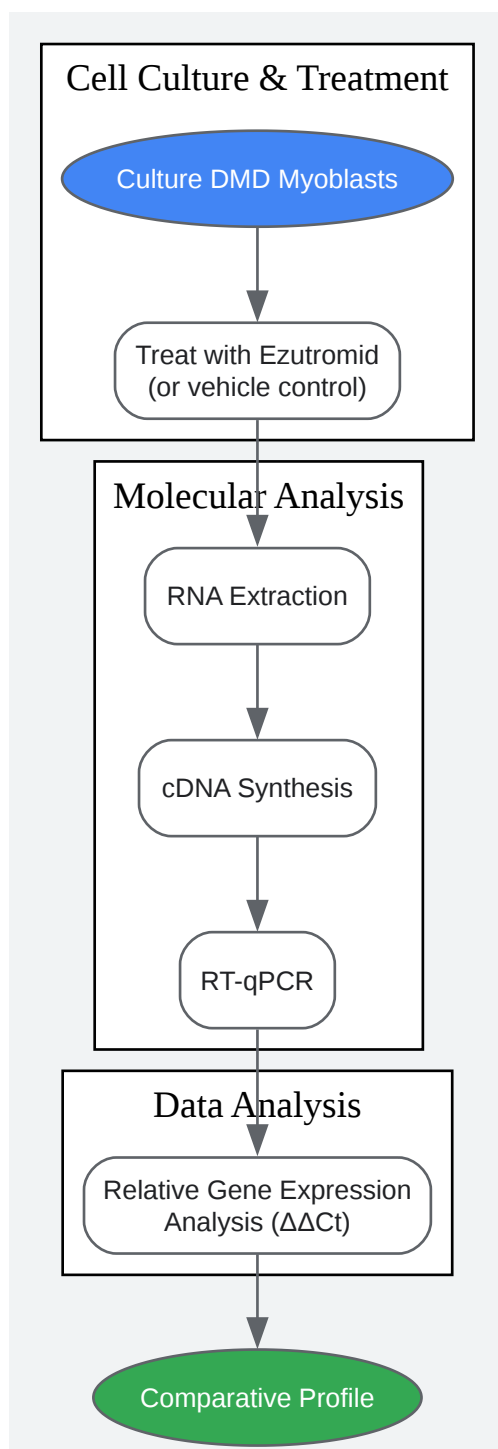 Cell Culture & Treatment
Culture DMD Myoblasts
Treat with Ezutromid
(or vehicle control)
Molecular Analysis
RNA Extraction
cDNA Synthesis
RT-qPCR
Data Analysis
Relative Gene Expression
Analysis (ΔΔCt)
Comparative Profile